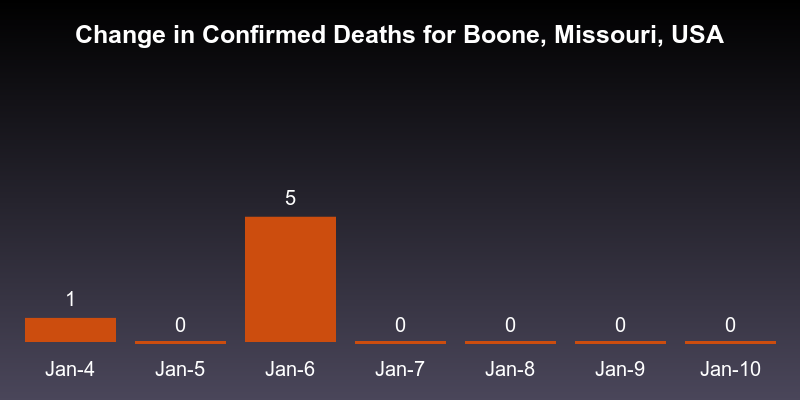 Change in Confirmed Deaths for Boone, Missouri, USA
5
1
0
0
0
0
0
Jan-4
Jan-5
Jan-6
Jan-7
Jan-8
Jan-9
Jan-10